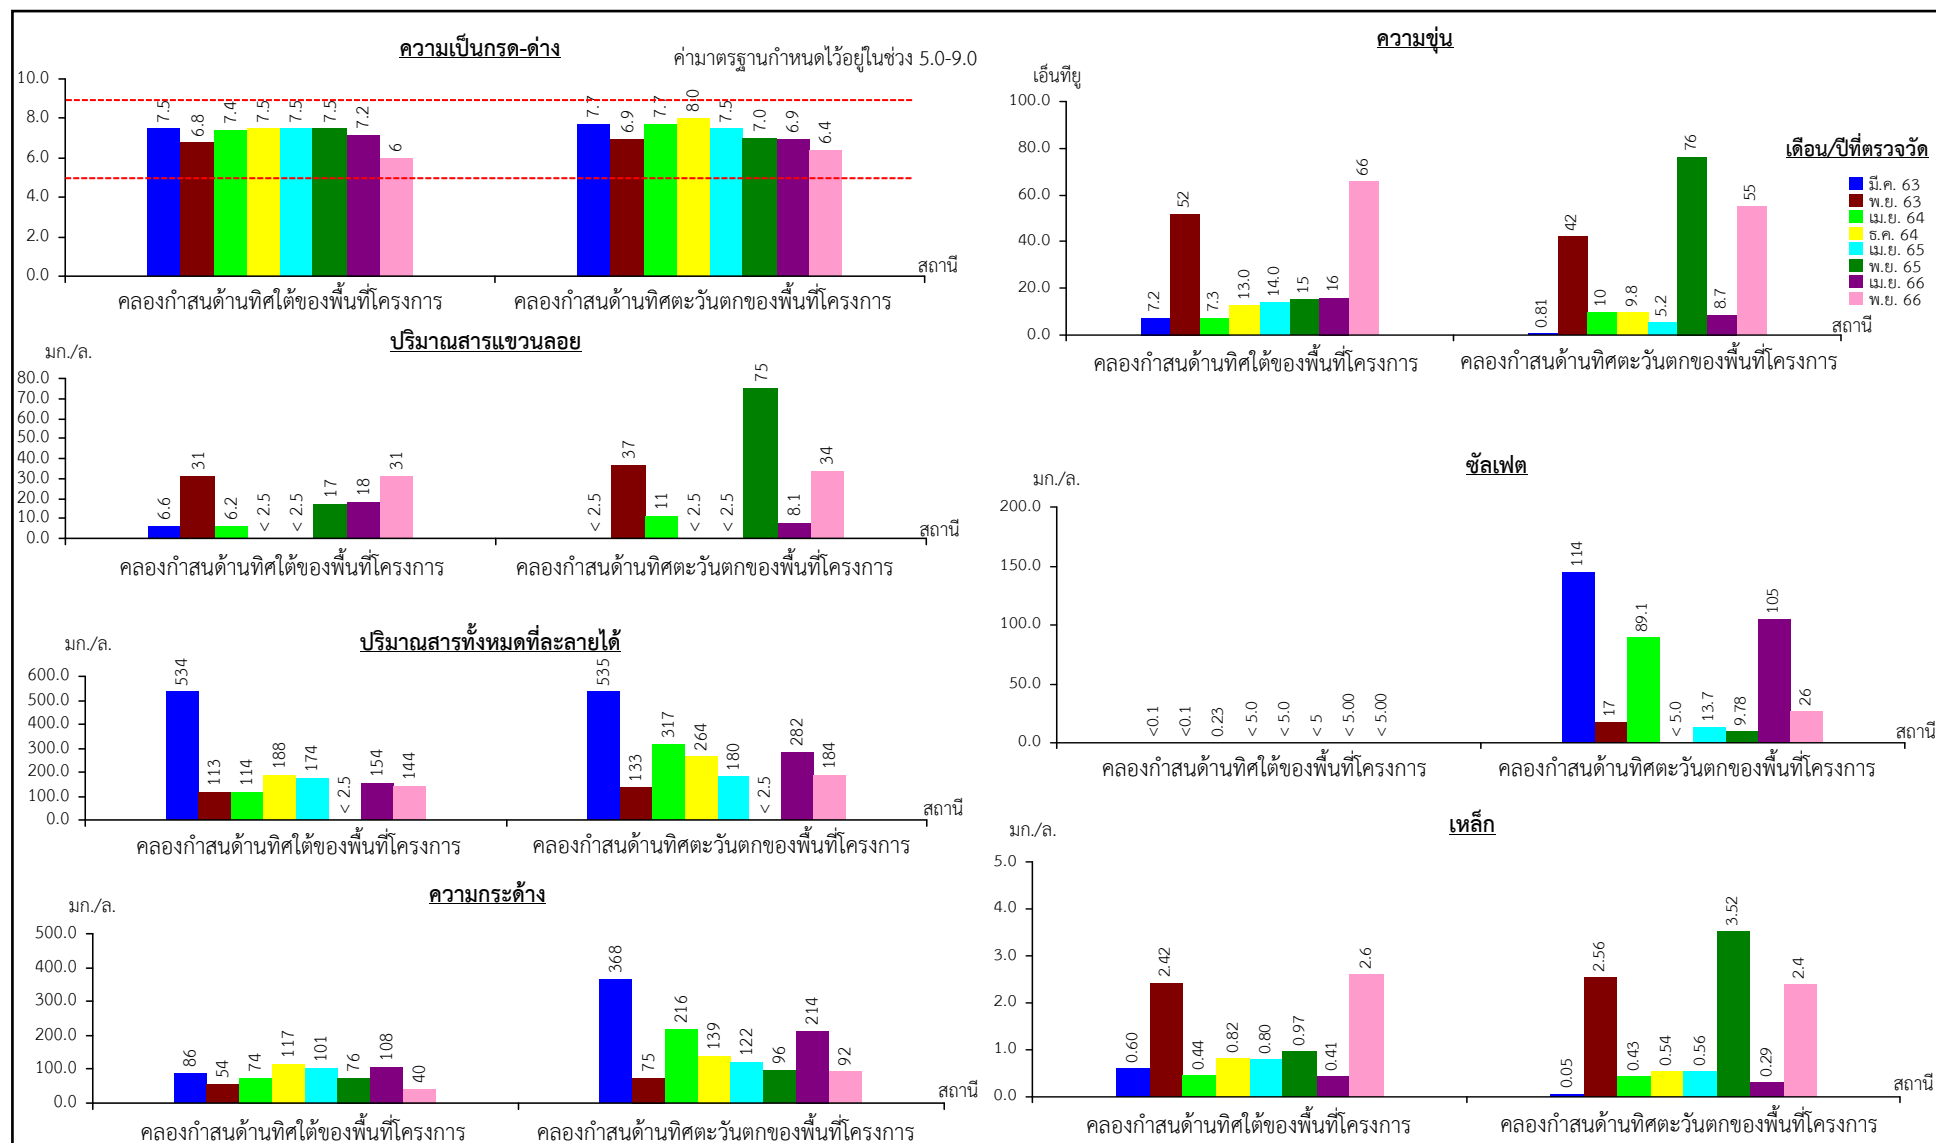 ความเป็นกรด-ด่าง
ค่ามาตรฐานกำหนดไว้อยู่ในช่วง 5.0-9.0
10.0
8.0
6.0
4.0
2.0
0.0
7.5 6.8 7.4 7.5 7.5 7.5 7.2 6
7.7 6.9 7.7 8.0 7.5 7.0 6.9 6.4
สถานี
คลองกำสนด้านทิศใต้ของพื้นที่โครงการ
คลองกำสนด้านทิศตะวันตกของพื้นที่โครงการ
ปริมาณสารแขวนลอย
มก./ล.
80.0
70.0
60.0
50.0
40.0
30.0
20.0
10.0
0.0
6.6 31 6.2 < 2.5 < 2.5 17 18 31
< 2.5 37 11 < 2.5 < 2.5 75 8.1 34
สถานี
คลองกำสนด้านทิศใต้ของพื้นที่โครงการ
คลองกำสนด้านทิศตะวันตกของพื้นที่โครงการ
ปริมาณสารทั้งหมดที่ละลายได้
มก./ล.
600.0
500.0
400.0
300.0
200.0
100.0
0.0
534 113 114 188 174 < 2.5 154 144
535 133 317 264 180 < 2.5 282 184
สถานี
คลองกำสนด้านทิศใต้ของพื้นที่โครงการ
คลองกำสนด้านทิศตะวันตกของพื้นที่โครงการ
ความกระด้าง
มก./ล.
500.0
400.0
300.0
200.0
100.0
0.0
86 54 74 117 101 76 108 40
368 75 216 139 122 96 214 92
สถานี
คลองกำสนด้านทิศใต้ของพื้นที่โครงการ
คลองกำสนด้านทิศตะวันตกของพื้นที่โครงการ
ความขุ่น
เอ็นทียู
100.0
80.0
60.0
40.0
20.0
0.0
7.2 52 7.3 13.0 14.0 15 16 66
0.81 42 10 9.8 5.2 76 8.7 55
สถานี
คลองกำสนด้านทิศใต้ของพื้นที่โครงการ
คลองกำสนด้านทิศตะวันตกของพื้นที่โครงการ
เดือน/ปีที่ตรวจวัด
มี.ค. 63
พ.ย. 63
เม.ย. 64
ธ.ค. 64
เม.ย. 65
พ.ย. 65
เม.ย. 66
พ.ย. 66
ซัลเฟต
มก./ล.
200.0
150.0
100.0
50.0
0.0
<0.1 <0.1 0.23 < 5.0 < 5.0 < 5 < 5.00 < 5.00
114 17 89.1 < 5.0 13.7 9.78 105 26
สถานี
คลองกำสนด้านทิศใต้ของพื้นที่โครงการ
คลองกำสนด้านทิศตะวันตกของพื้นที่โครงการ
เหล็ก
มก./ล.
5.0
4.0
3.0
2.0
1.0
0.0
0.60 2.42 0.44 0.82 0.80 0.97 0.41 2.6
0.05 2.56 0.43 0.54 0.56 3.52 0.29 2.4
สถานี
คลองกำสนด้านทิศใต้ของพื้นที่โครงการ
คลองกำสนด้านทิศตะวันตกของพื้นที่โครงการ